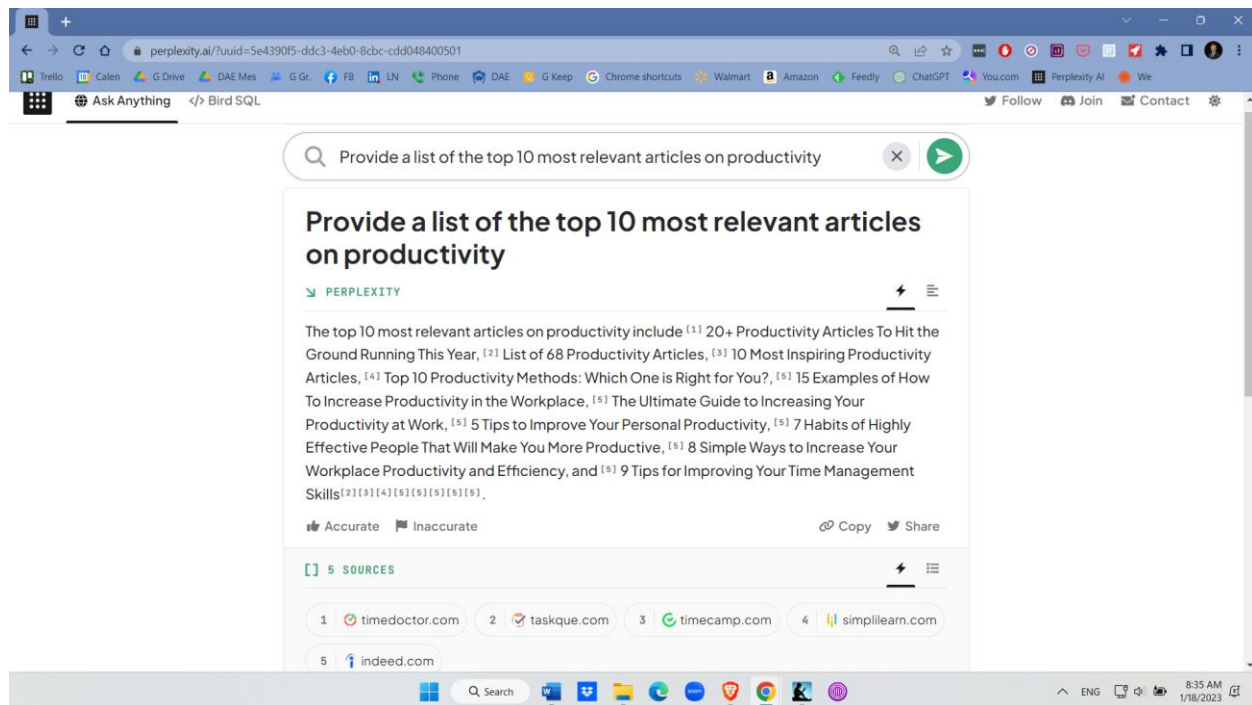 perplexity.ai/?uuid=5e4390f5-ddc3-4eb0-8cbc-cdd048400501
Trello Calen G Drive DAE Mes G Gr. FB LN Phone DAE G Keep Chrome shortcuts Walmart Amazon Feedly ChatGPT You.com Perplexity AI We
Ask Anything </> Bird SQL Follow Join Contact
Provide a list of the top 10 most relevant articles on productivity
Provide a list of the top 10 most relevant articles
on productivity
PERPLEXITY
The top 10 most relevant articles on productivity include [1] 20+ Productivity Articles To Hit the
Ground Running This Year, [2] List of 68 Productivity Articles, [3] 10 Most Inspiring Productivity
Articles, [4] Top 10 Productivity Methods: Which One is Right for You?, [5] 15 Examples of How
To Increase Productivity in the Workplace, [5] The Ultimate Guide to Increasing Your
Productivity at Work, [5] 5 Tips to Improve Your Personal Productivity, [5] 7 Habits of Highly
Effective People That Will Make You More Productive, [5] 8 Simple Ways to Increase Your
Workplace Productivity and Efficiency, and [5] 9 Tips for Improving Your Time Management
Skills[2][3][4][5][5][5][5][5][5].
Accurate Inaccurate Copy Share
[] 5 SOURCES
1 timedoctor.com 2 taskque.com 3 timecamp.com 4 simplilearn.com
5 indeed.com
Search ENG 8:35 AM
1/18/2023